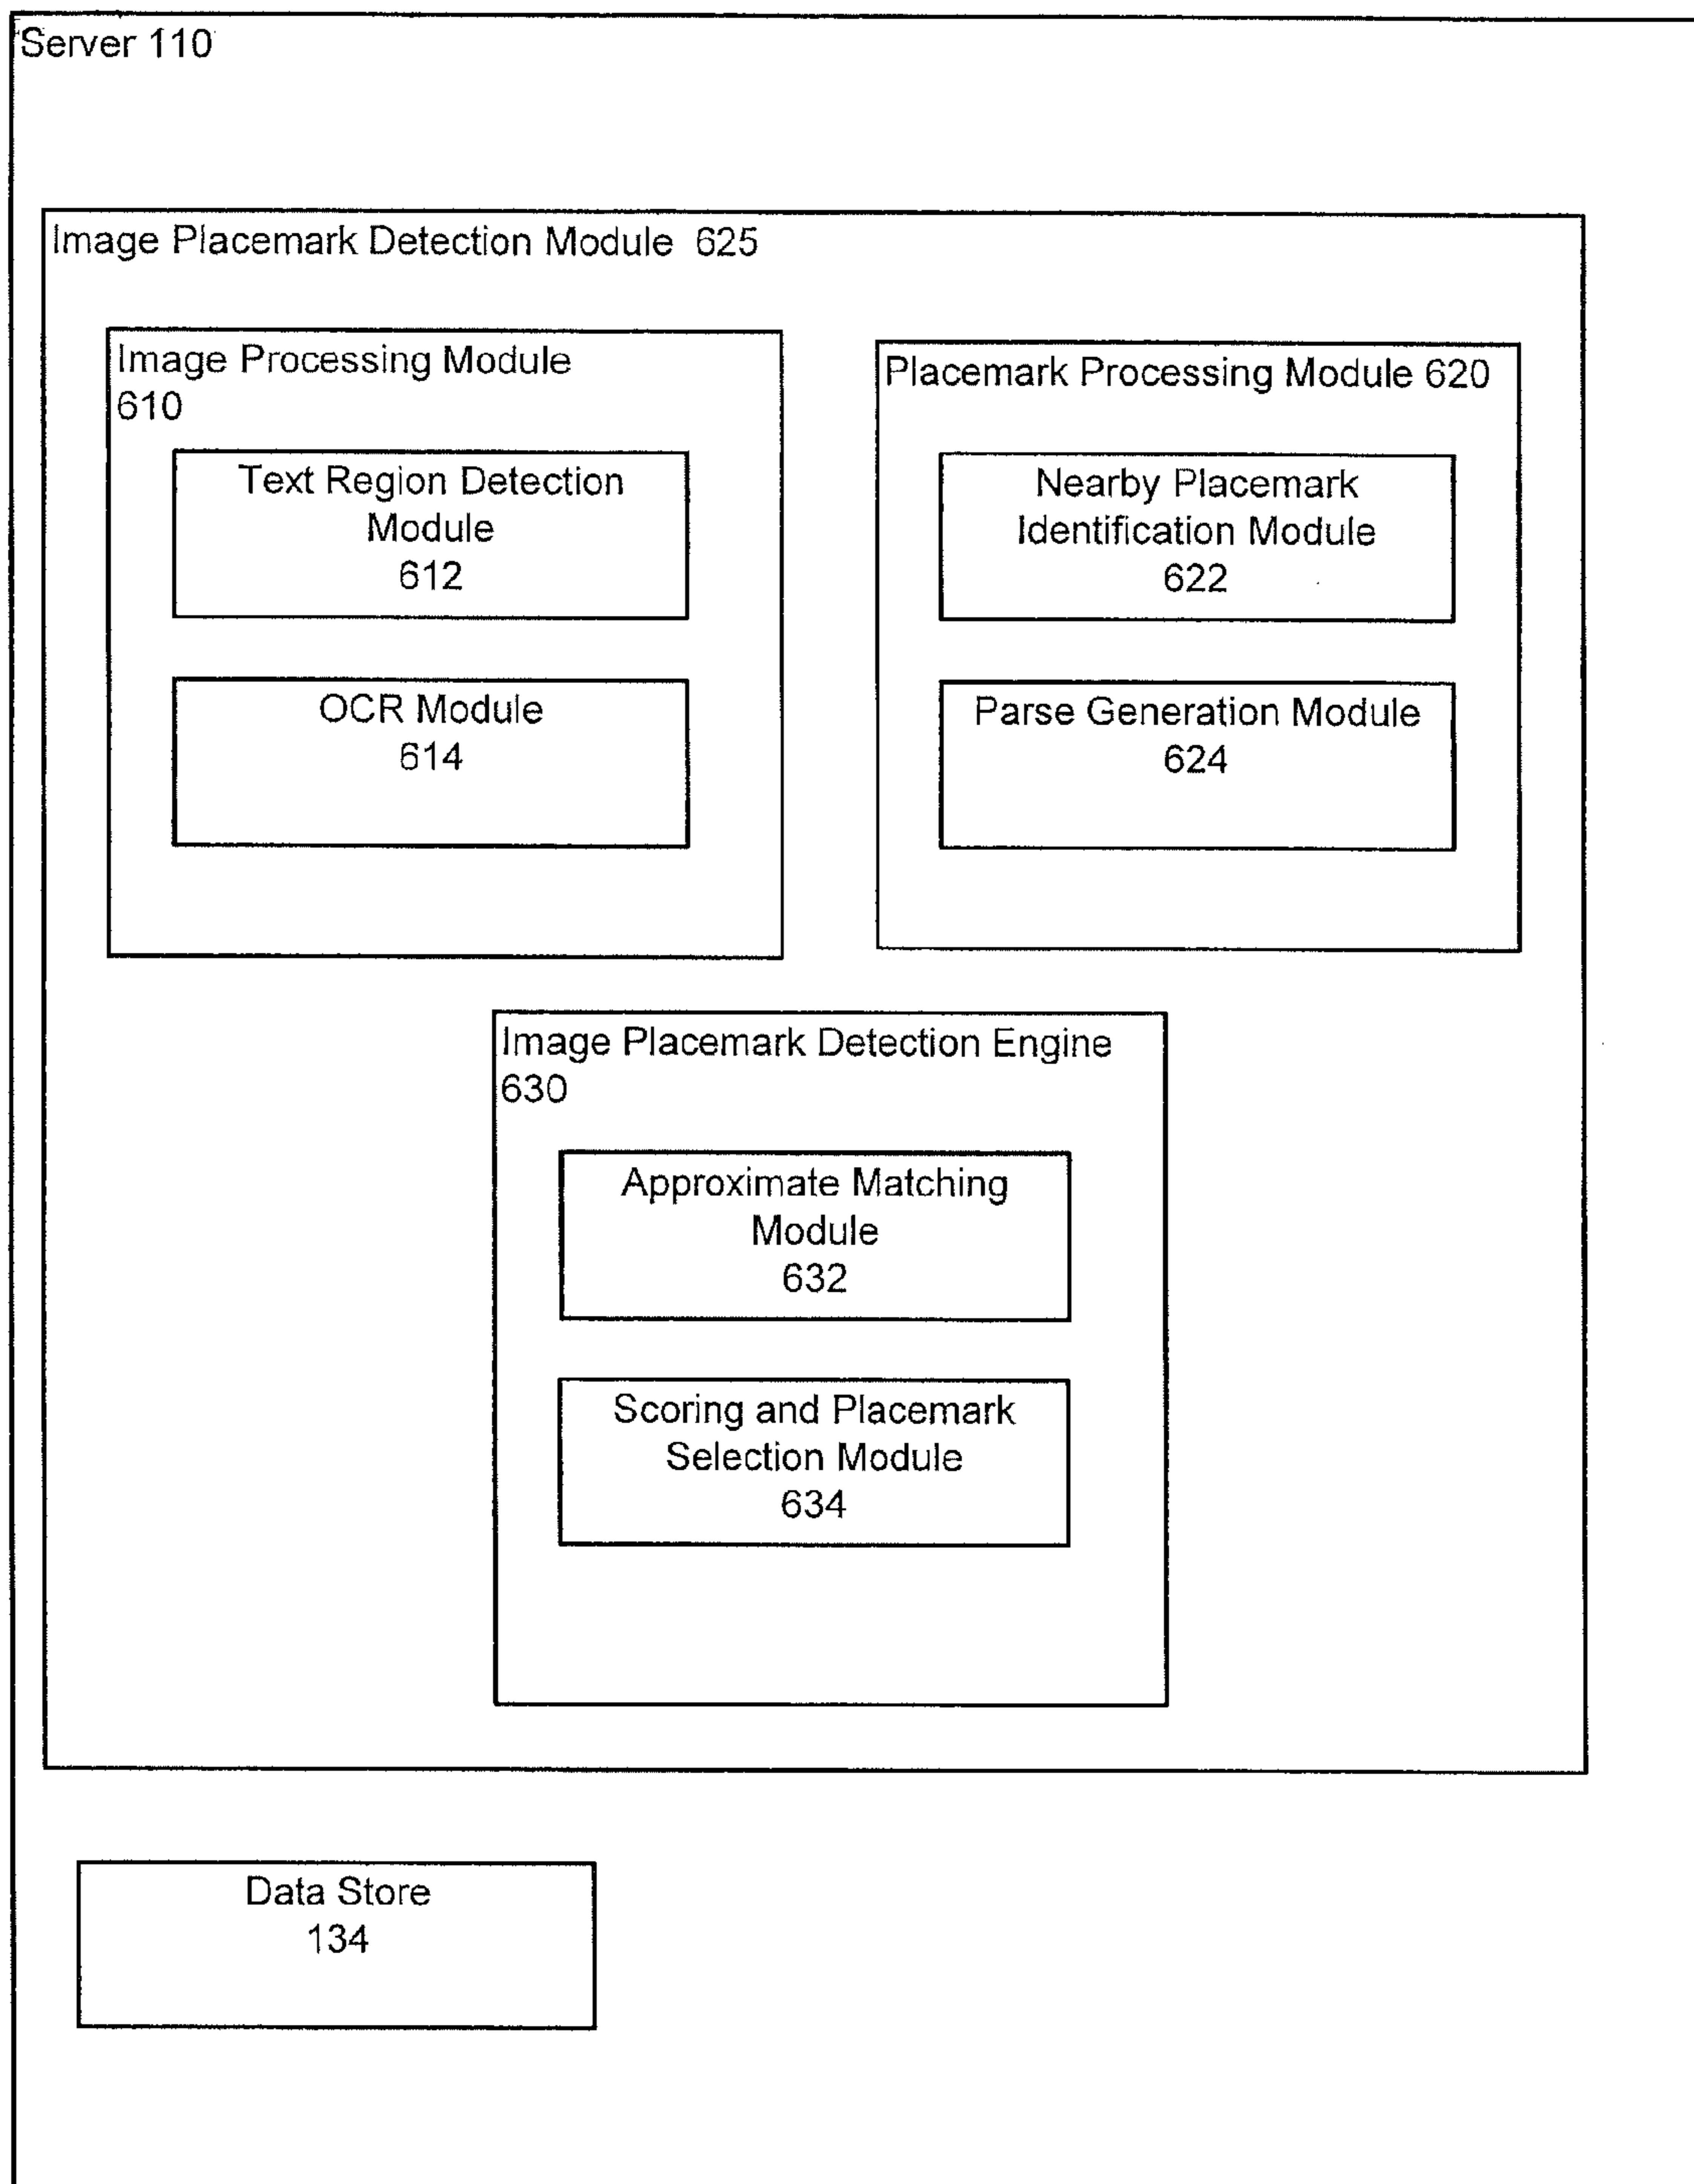 Server 110
Image Placemark Detection Module 625
Image Processing Module
610
Text Region Detection
Module
612
OCR Module
614
Placemark Processing Module 620
Nearby Placemark
Identification Module
622
Parse Generation Module
624
Image Placemark Detection Engine
630
Approximate Matching
Module
632
Scoring and Placemark
Selection Module
634
Data Store
134